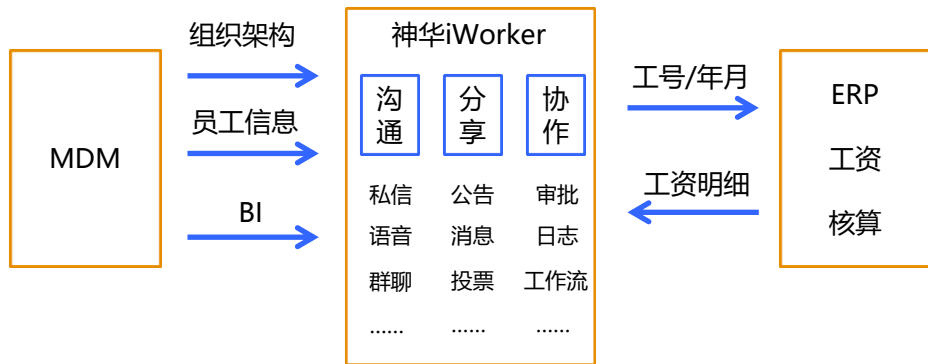 MDM
组织架构
员工信息
BI
神华iWorker
沟通
分享
协作
私信 公告 审批
语音 消息 日志
群聊 投票 工作流
...... ...... ......
工号/年月
工资明细
ERP
工资
核算